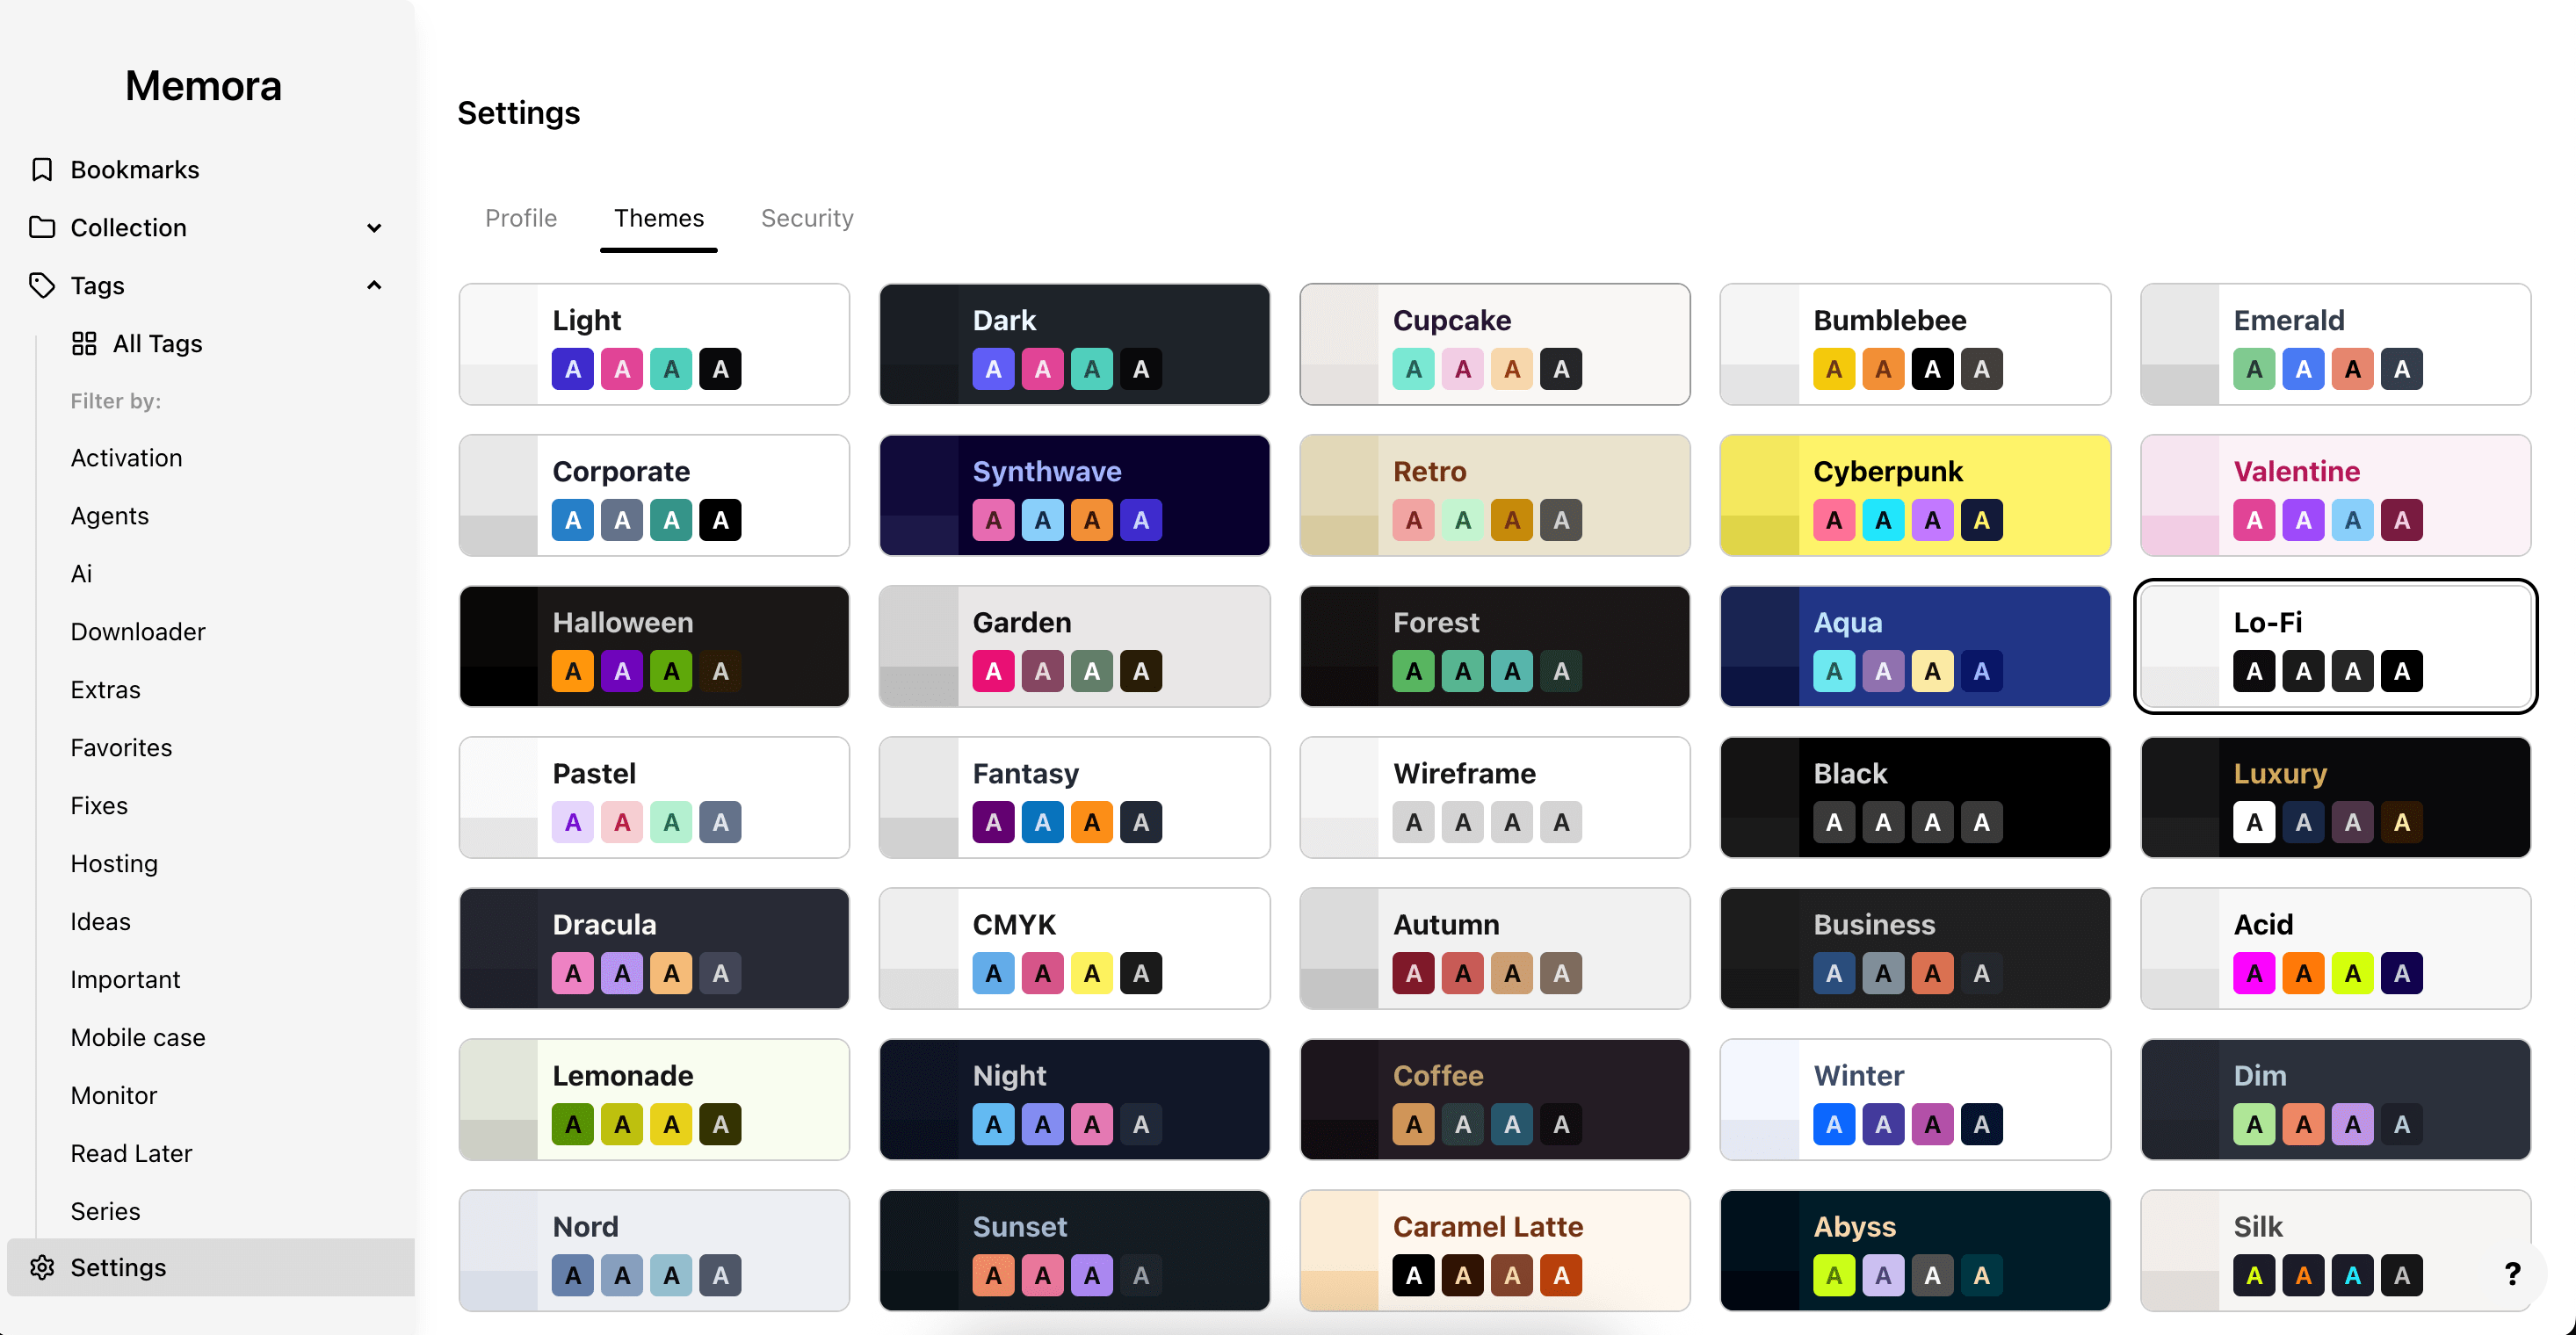 Memora
Bookmarks
Collection
Tags
All Tags
Filter by:
Activation
Agents
Ai
Downloader
Extras
Favorites
Fixes
Hosting
Ideas
Important
Mobile case
Monitor
Read Later
Series
Settings
Settings
Profile Themes Security
Light
A A A A
Dark
A A A A
Cupcake
A A A A
Bumblebee
A A A A
Emerald
A A A A
Corporate
A A A A
Synthwave
A A A A
Retro
A A A A
Cyberpunk
A A A A
Valentine
A A A A
Halloween
A A A A
Garden
A A A A
Forest
A A A A
Aqua
A A A A
Lo-Fi
A A A A
Pastel
A A A A
Fantasy
A A A A
Wireframe
A A A A
Black
A A A A
Luxury
A A A A
Dracula
A A A A
CMYK
A A A A
Autumn
A A A A
Business
A A A A
Acid
A A A A
Lemonade
A A A A
Night
A A A A
Coffee
A A A A
Winter
A A A A
Dim
A A A A
Nord
A A A A
Sunset
A A A A
Caramel Latte
A A A A
Abyss
A A A A
Silk
A A A A
?